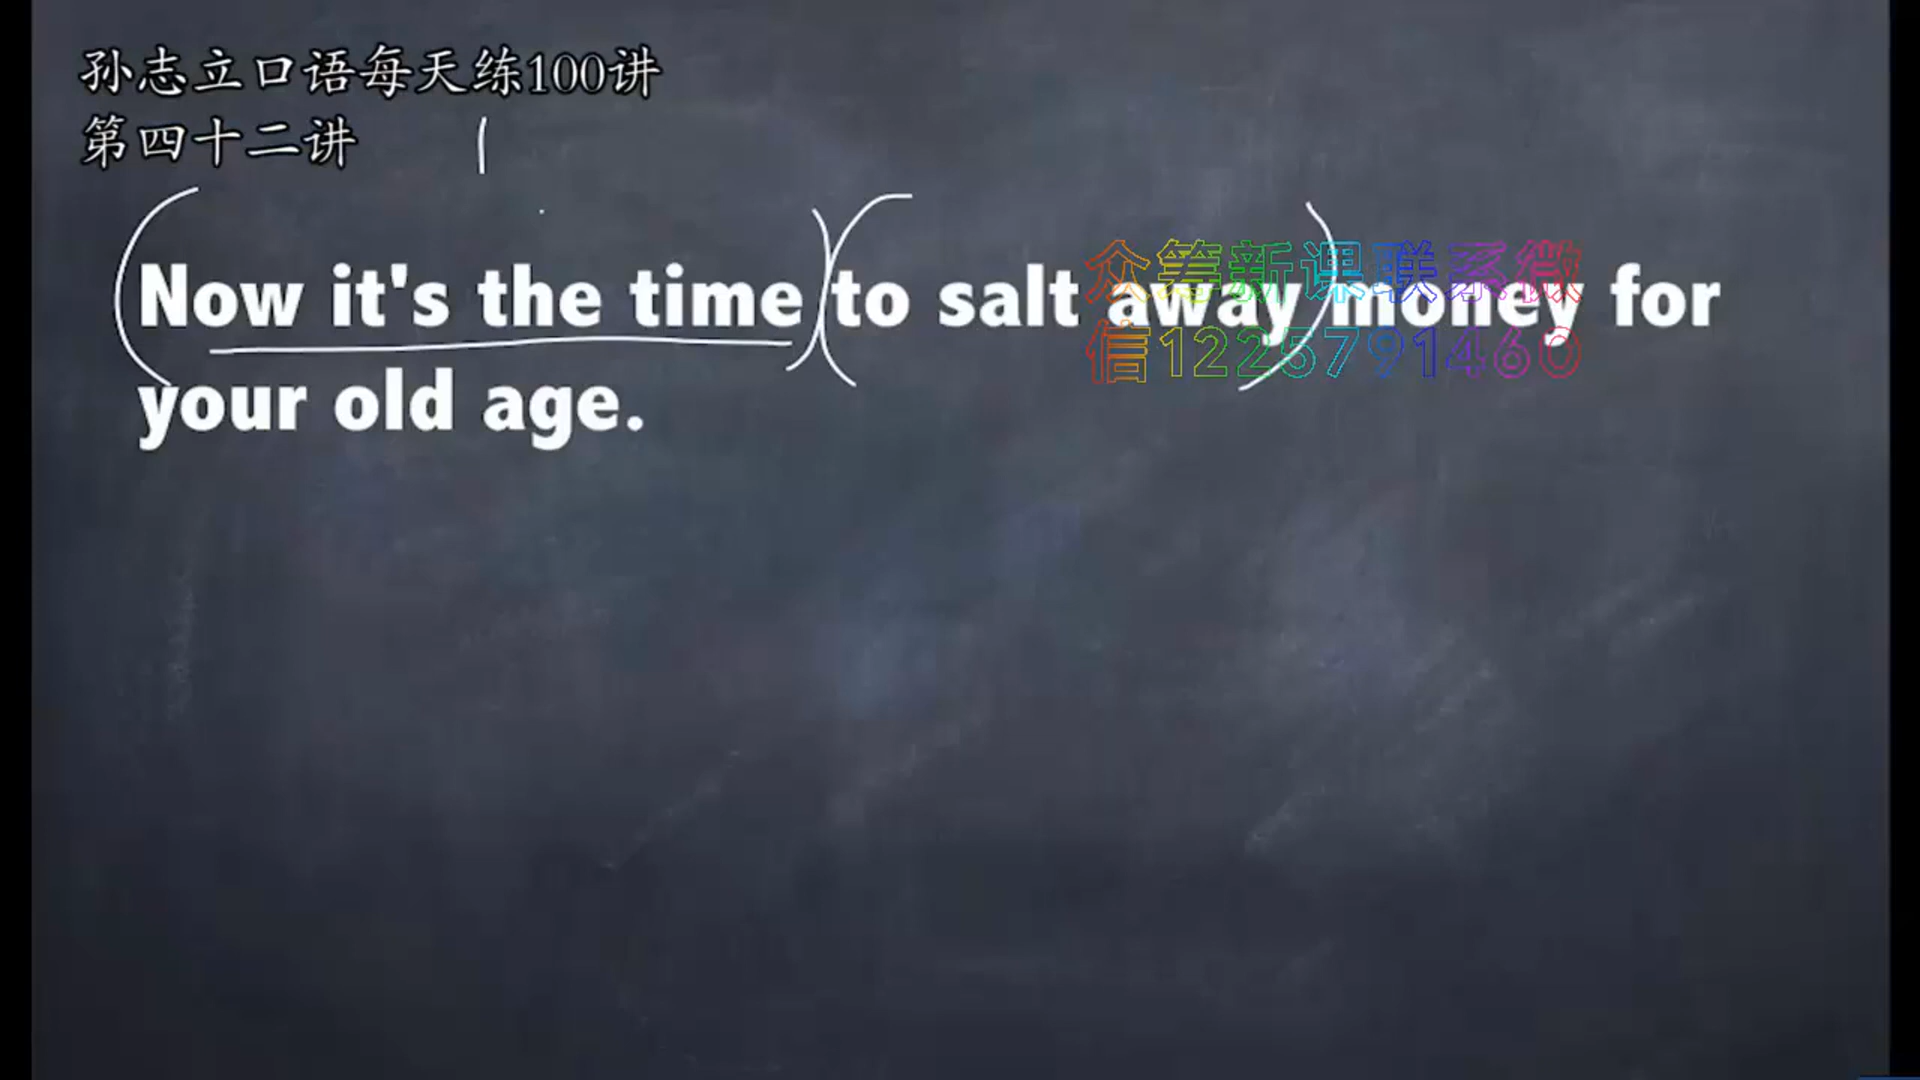 孙志立口语每天练100讲
第四十二讲
Now it's the time to salt away money for
your old age.
众筹新课联系微
信1225791460